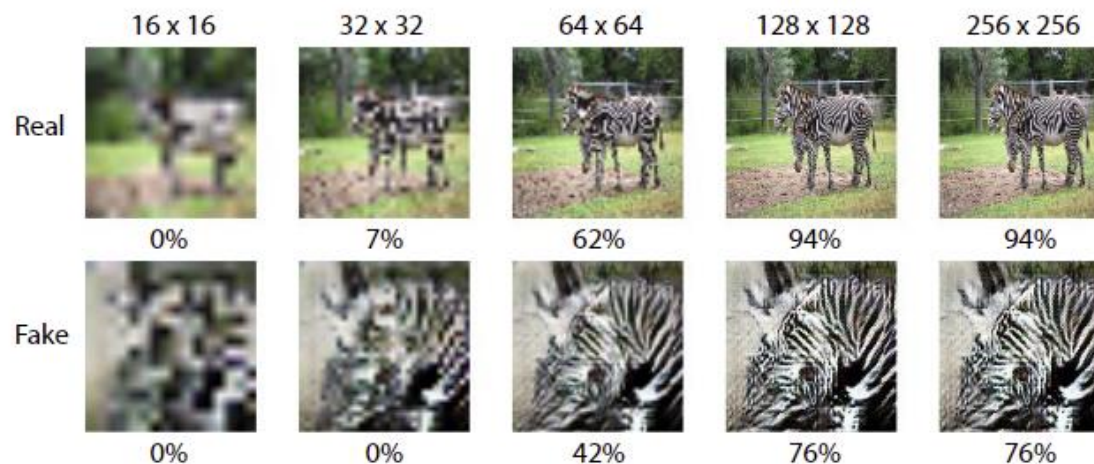 16 x 16 32 x 32 64 x 64 128 x 128 256 x 256
Real
0% 7% 62% 94% 94%
Fake
0% 0% 42% 76% 76%